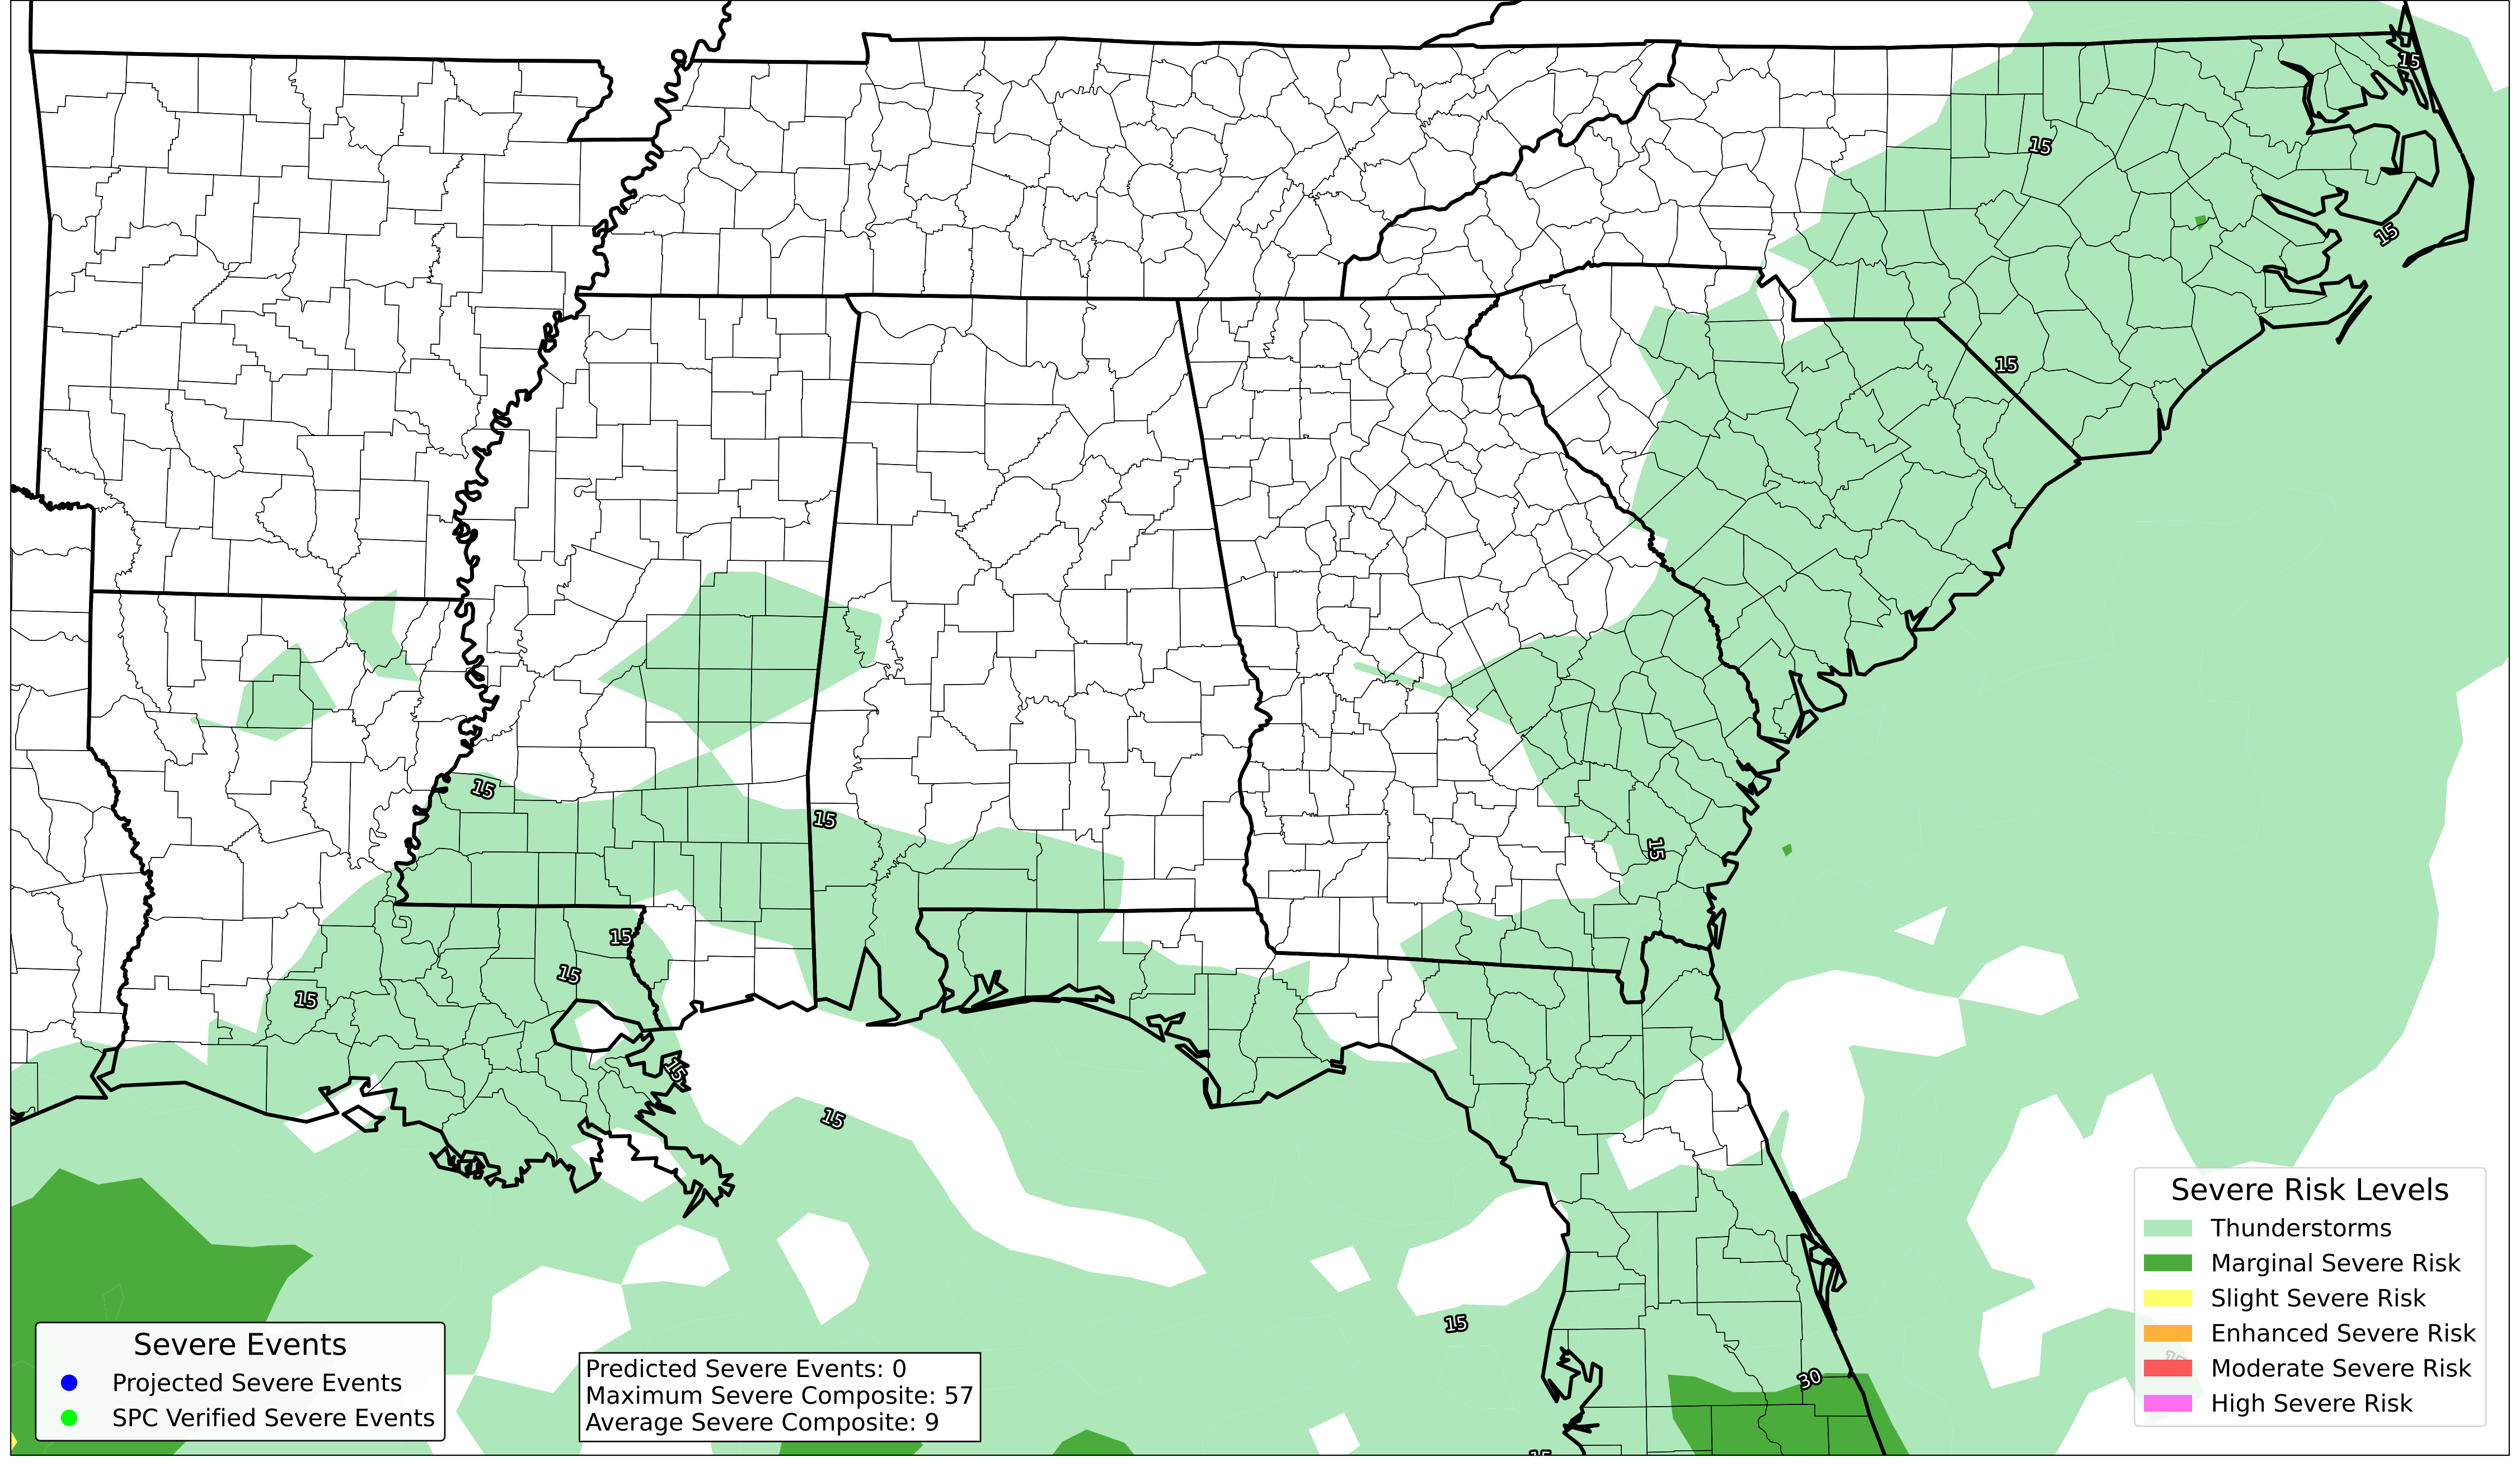 15
15
15
15
15
15
15
15
15
15
15
15
15
30
Severe Risk Levels
Thunderstorms
Marginal Severe Risk
Slight Severe Risk
Enhanced Severe Risk
Moderate Severe Risk
High Severe Risk
Severe Events
Projected Severe Events
SPC Verified Severe Events
Predicted Severe Events: 0
Maximum Severe Composite: 57
Average Severe Composite: 9